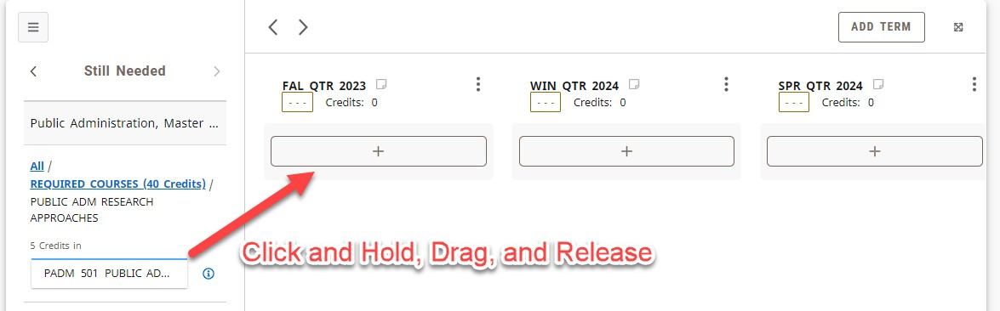 ADD TERM
Still Needed
Public Administration, Master ...
All /
REQUIRED COURSES (40 Credits) /
PUBLIC ADM RESEARCH
APPROACHES
5 Credits in
PADM 501 PUBLIC AD...
FAL QTR 2023
--- Credits: 0
+
WIN QTR 2024
--- Credits: 0
+
SPR QTR 2024
--- Credits: 0
+
Click and Hold, Drag, and Release